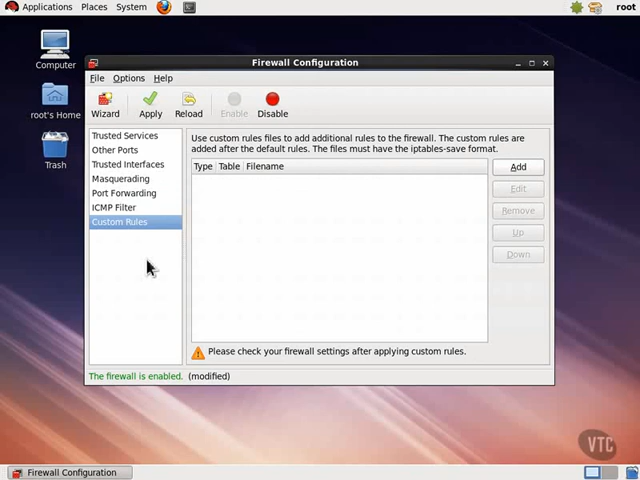 Applications Places System root
Computer
root's Home
Trash
Firewall Configuration
File Options Help
Wizard Apply Reload Enable Disable
Trusted Services
Other Ports
Trusted Interfaces
Masquerading
Port Forwarding
ICMP Filter
Custom Rules
Use custom rules files to add additional rules to the firewall. The custom rules are
added after the default rules. The files must have the iptables-save format.
Type Table Filename
Add
Edit
Remove
Up
Down
Please check your firewall settings after applying custom rules.
The firewall is enabled. (modified)
VTC
Firewall Configuration